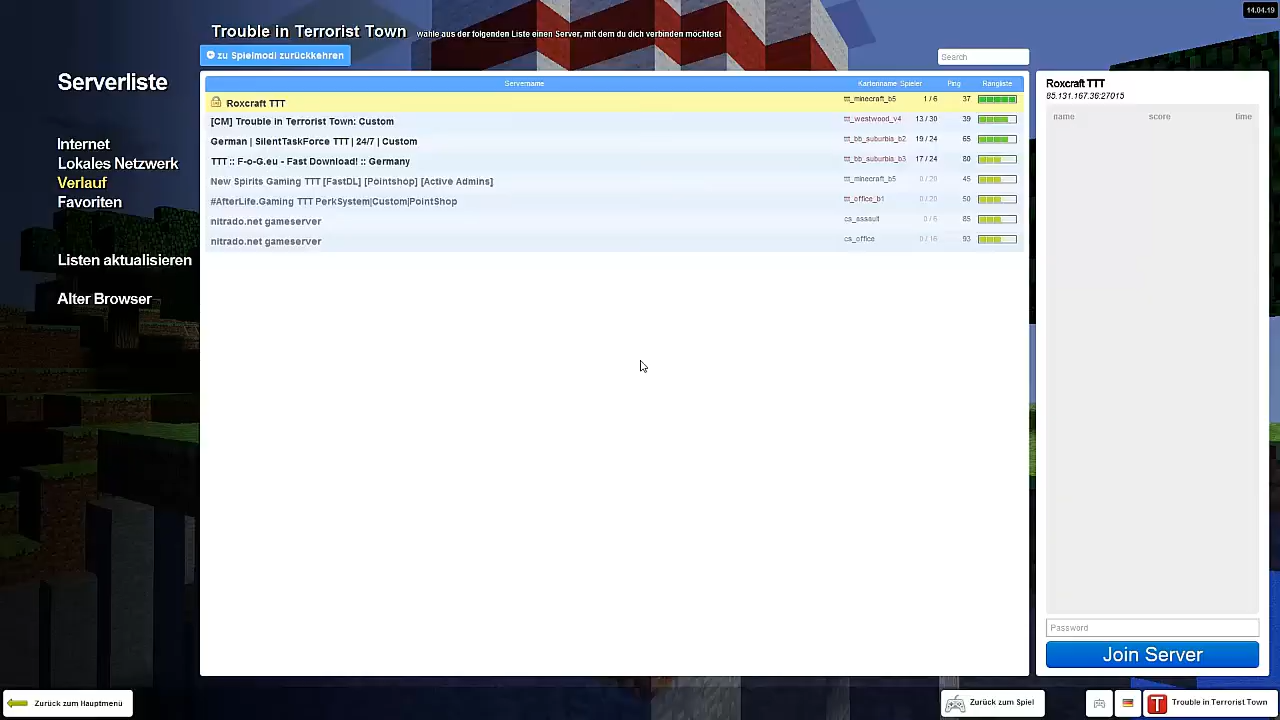 14.04.19
Trouble in Terrorist Town wähle aus der folgenden Liste einen Server, mit dem du dich verbinden möchtest
zu Spielmodi zurückkehren
Search
Serverliste
Internet
Lokales Netzwerk
Verlauf
Favoriten
Listen aktualisieren
Alter Browser
Servername Kartenname Spieler Ping Rangliste
Roxcraft TTT ttt_minecraft_b5 1 / 6 37
[CM] Trouble in Terrorist Town: Custom ttt_westwood_v4 13 / 30 39
German | SilentTaskForce TTT | 24/7 | Custom ttt_bb_suburbia_b2 19 / 24 65
TTT :: F-o-G.eu - Fast Download! :: Germany ttt_bb_suburbia_b3 17 / 24 80
New Spirits Gaming TTT [FastDL] [Pointshop] [Active Admins] ttt_minecraft_b5 0 / 20 45
#AfterLife.Gaming TTT PerkSystem|Custom|PointShop ttt_office_b1 0 / 20 50
nitrado.net gameserver cs_assault 0 / 6 85
nitrado.net gameserver cs_office 0 / 16 93
Roxcraft TTT
85.131.167.36:27015
name score time
Password
Join Server
Zurück zum Hauptmenü
Zurück zum Spiel
T Trouble in Terrorist Town